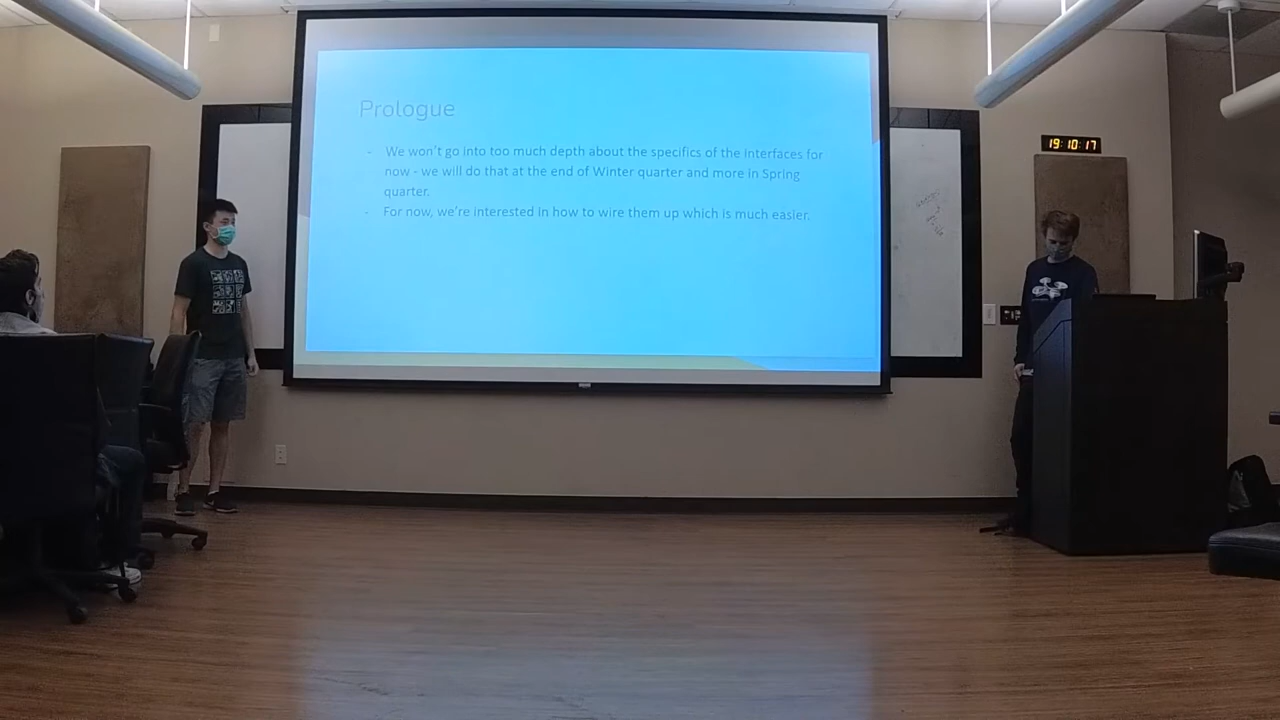 Prologue
- We won't go into too much depth about the specifics of the interfaces for
now - we will do that at the end of Winter quarter and more in Spring
quarter.
- For now, we're interested in how to wire them up which is much easier.
19:10:17